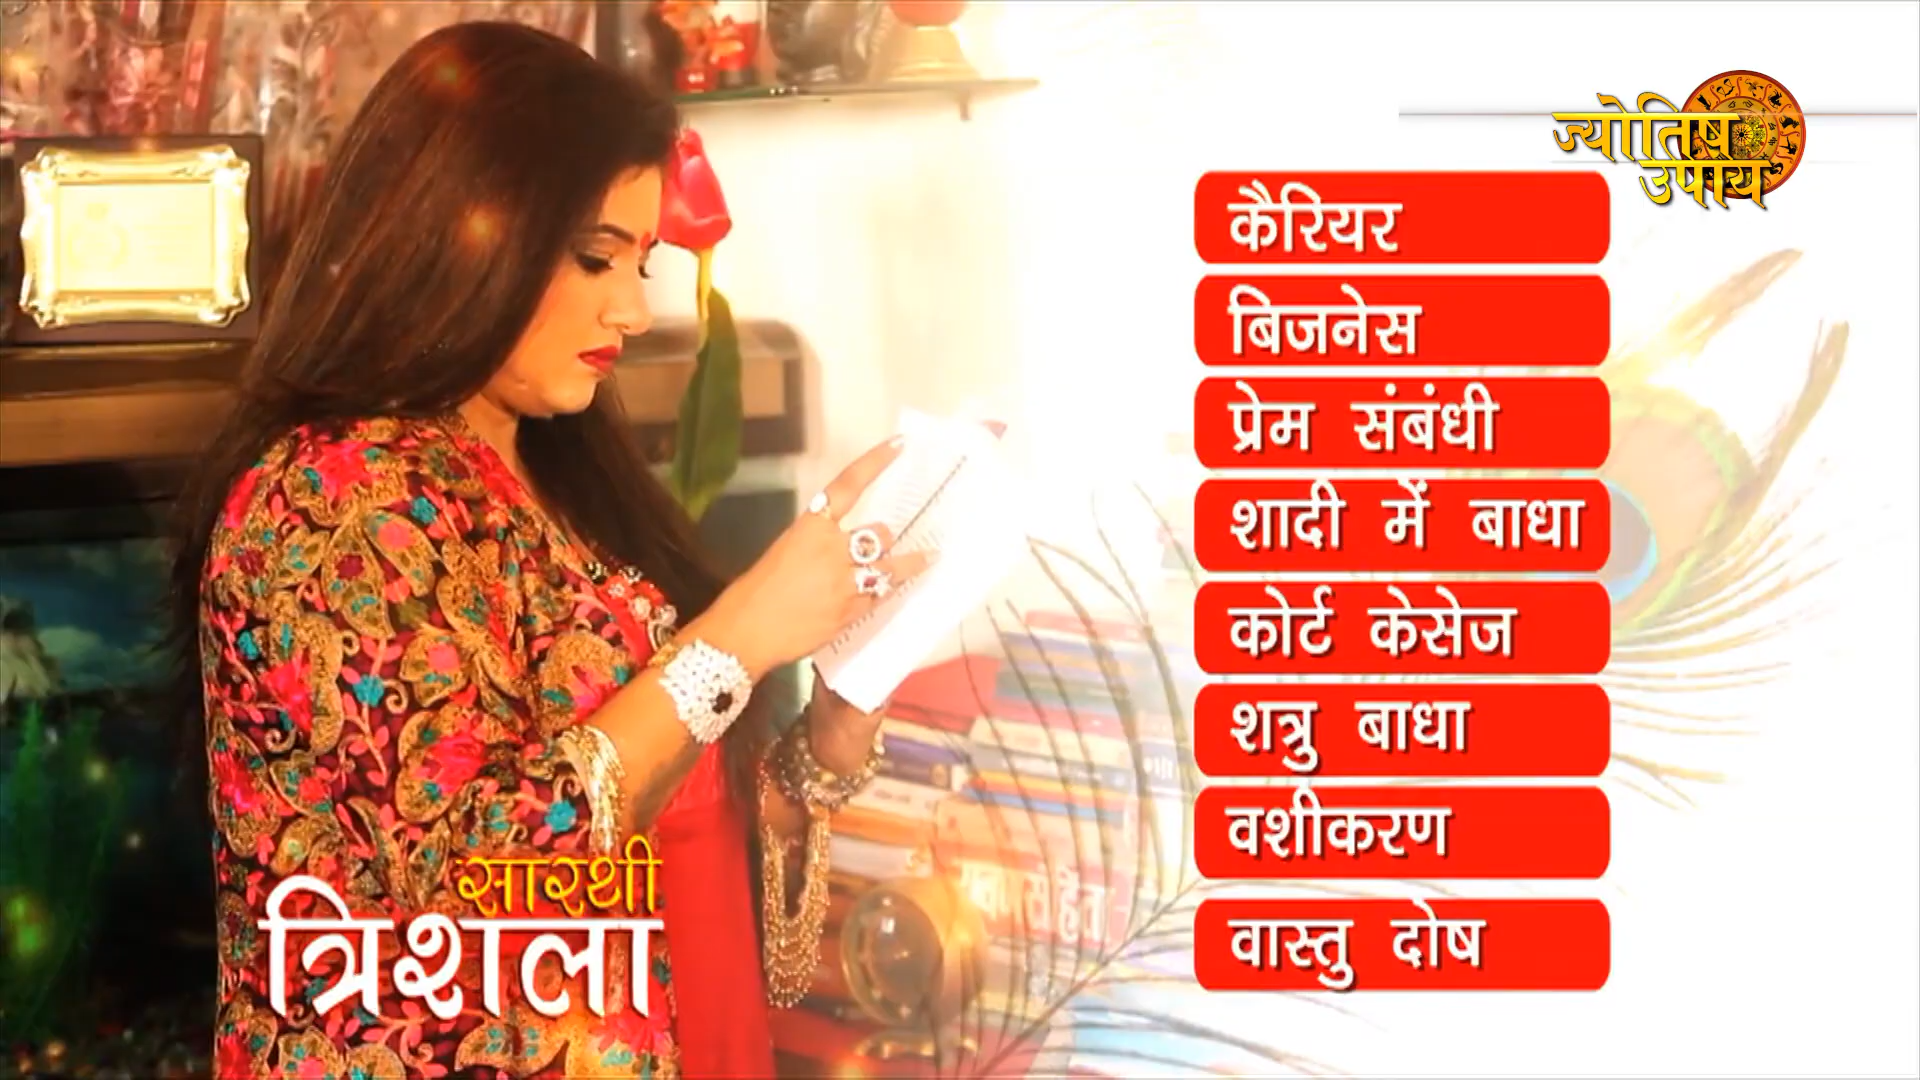 ज्योतिष
उपाय
कैरियर
बिजनेस
प्रेम संबंधी
शादी में बाधा
कोर्ट केसेज
शत्रु बाधा
वशीकरण
वास्तु दोष
सारथी
त्रिशला